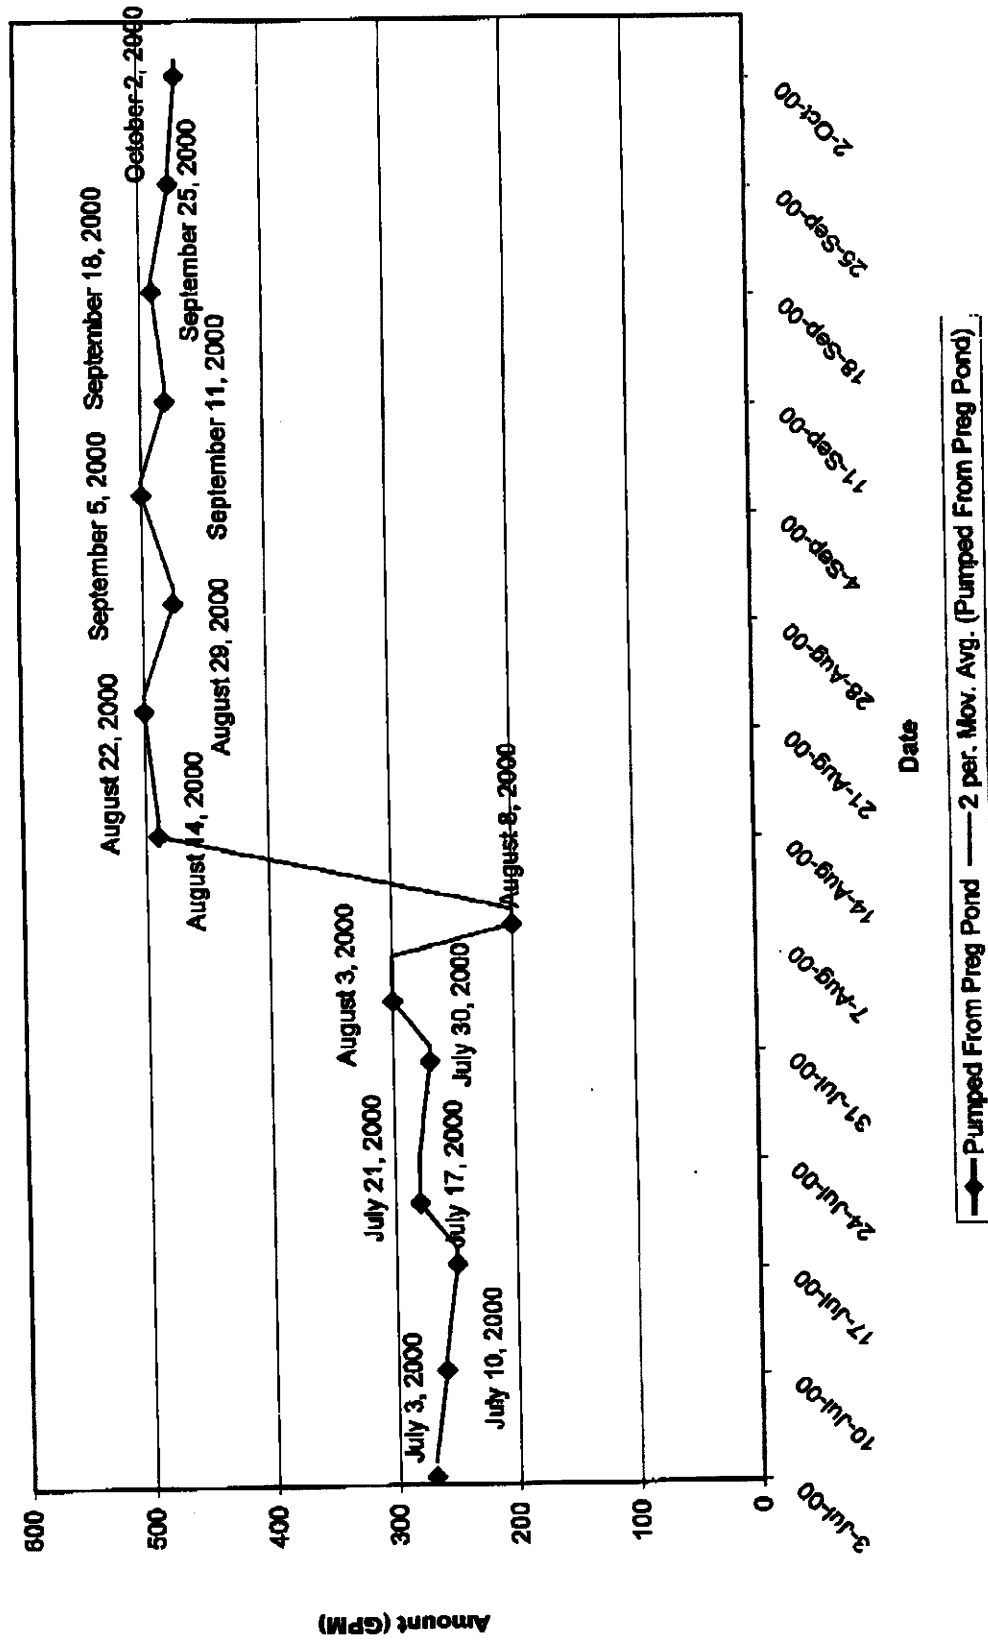 Amount (GPM)
600
500
400
300
200
100
0
July 3, 2000
July 10, 2000
July 17, 2000
July 21, 2000
July 30, 2000
August 3, 2000
August 8, 2000
August 14, 2000
August 22, 2000
August 29, 2000
September 5, 2000
September 11, 2000
September 18, 2000
September 25, 2000
October 2, 2000
3-Jul-00
10-Jul-00
17-Jul-00
24-Jul-00
31-Jul-00
7-Aug-00
14-Aug-00
21-Aug-00
28-Aug-00
4-Sep-00
11-Sep-00
18-Sep-00
25-Sep-00
2-Oct-00
Date
Pumped From Preg Pond 2 per. Mov. Avg. (Pumped From Preg Pond)